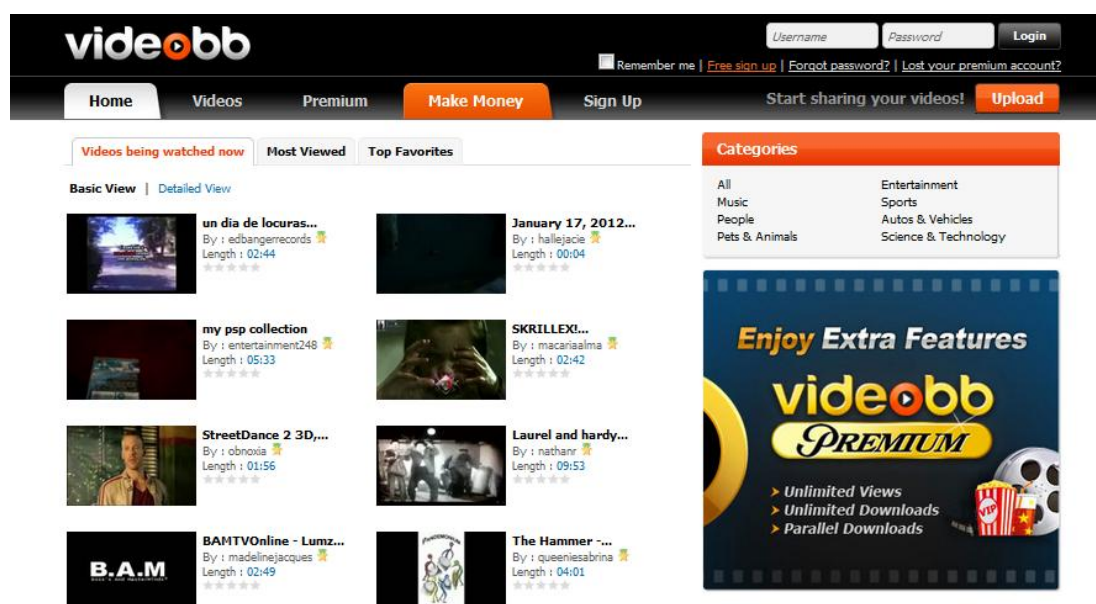 videobb
Username Password Login
Remember me | Free sign up | Forgot password? | Lost your premium account?
Home Videos Premium Make Money Sign Up Start sharing your videos! Upload
Videos being watched now Most Viewed Top Favorites
Basic View | Detailed View
un dia de locuras...
By : edbangerrecords
Length : 02:44
January 17, 2012...
By : hallejacie
Length : 00:04
my psp collection
By : entertainment248
Length : 05:33
SKRILLEX!...
By : macariaalma
Length : 02:42
StreetDance 2 3D,...
By : obnoxia
Length : 01:56
Laurel and hardy...
By : nathanr
Length : 09:53
B.A.M
BAMTVOnline - Lumz...
By : madelinejacques
Length : 02:49
The Hammer -...
By : queeniesabrina
Length : 04:01
Categories
All Entertainment
Music Sports
People Autos & Vehicles
Pets & Animals Science & Technology
Enjoy Extra Features
videobb
PREMIUM
> Unlimited Views
> Unlimited Downloads
> Parallel Downloads
VIP